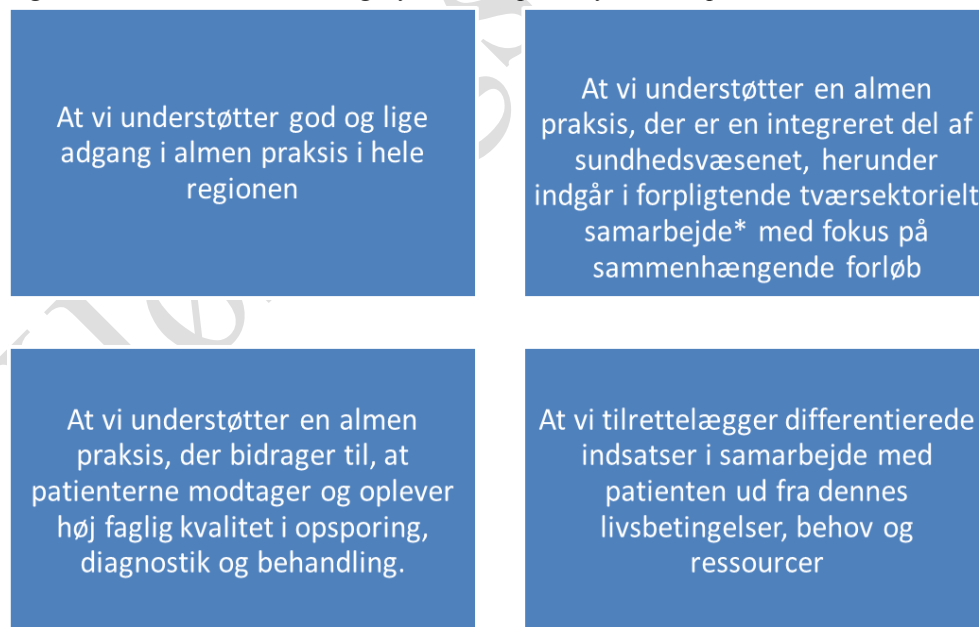 At vi understøtter god og lige
adgang i almen praksis i hele
regionen
At vi understøtter en almen
praksis, der er en integreret del af
sundhedsvæsenet, herunder
indgår i forpligtende tværsektorielt
samarbejde* med fokus på
sammenhængende forløb
At vi understøtter en almen
praksis, der bidrager til, at
patienterne modtager og oplever
høj faglig kvalitet i opsporing,
diagnostik og behandling.
At vi tilrettelægger differentierede
indsatser i samarbejde med
patienten ud fra dennes
livsbetingelser, behov og
ressourcer